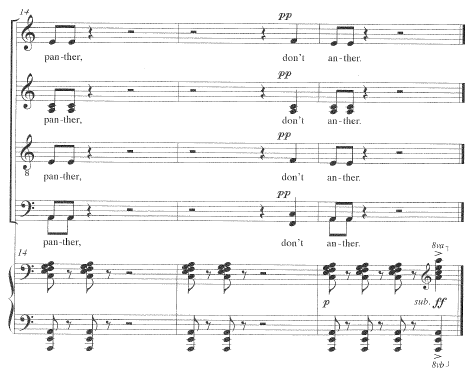 14
pp
pan-ther, don't an-ther.
pp
pan-ther, don't an-ther.
pp
8
pan-ther, don't an-ther.
pp
pan-ther, don't an-ther.
14
8va
p sub. ff
8vb